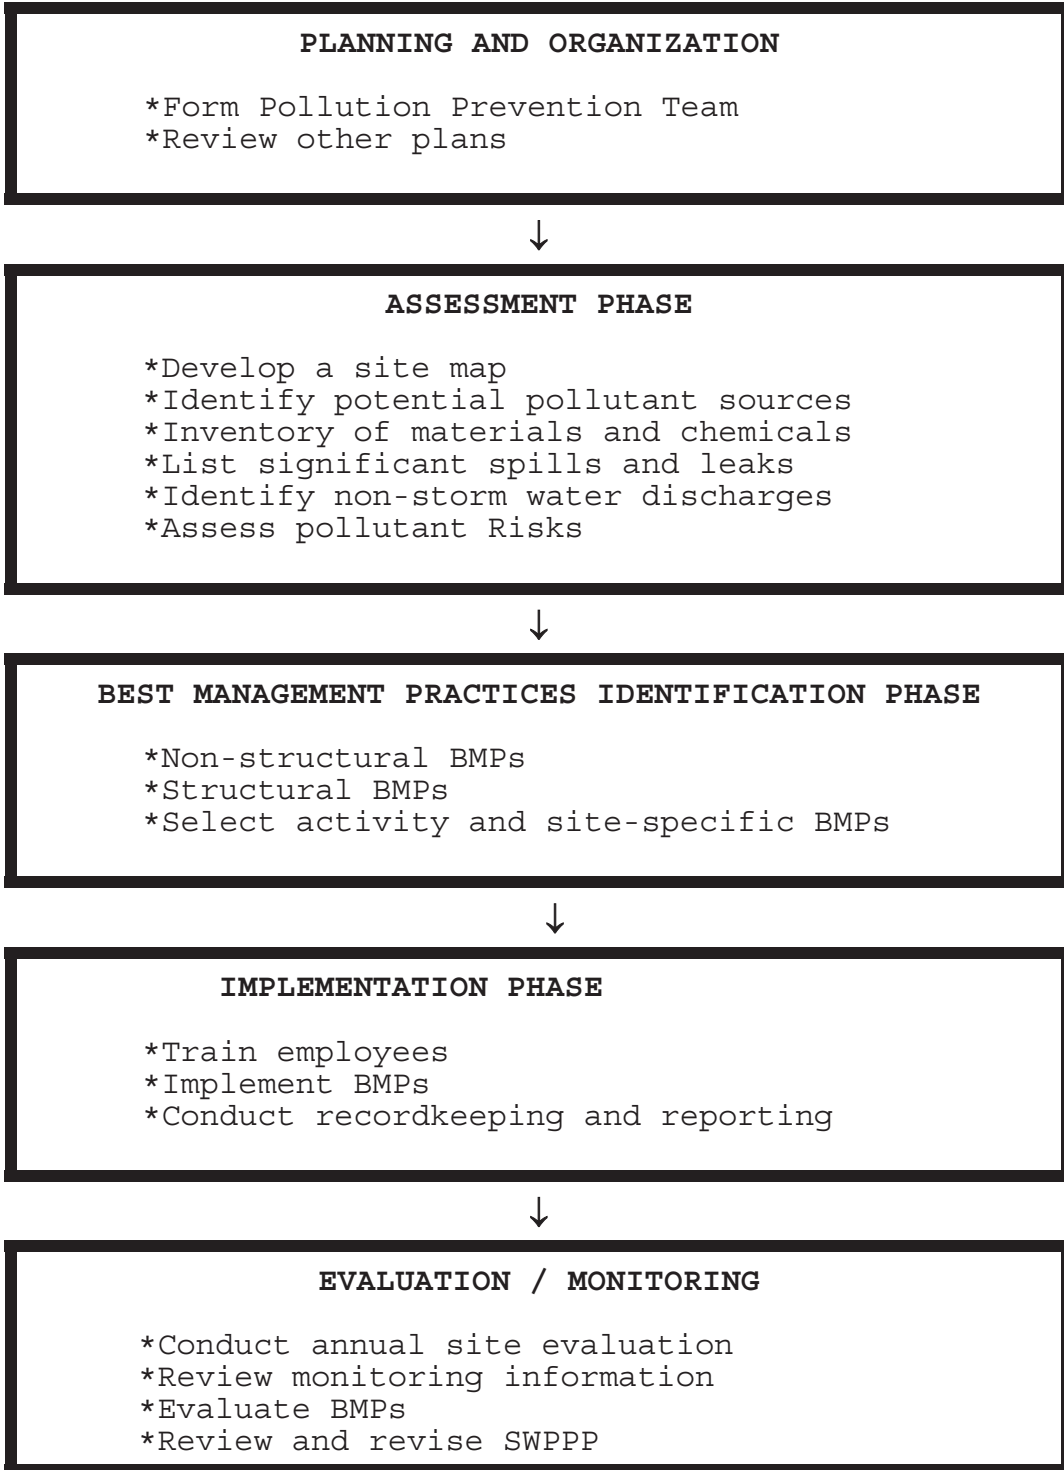 PLANNING AND ORGANIZATION
*Form Pollution Prevention Team
*Review other plans
↓
ASSESSMENT PHASE
*Develop a site map
*Identify potential pollutant sources
*Inventory of materials and chemicals
*List significant spills and leaks
*Identify non-storm water discharges
*Assess pollutant Risks
↓
BEST MANAGEMENT PRACTICES IDENTIFICATION PHASE
*Non-structural BMPs
*Structural BMPs
*Select activity and site-specific BMPs
↓
IMPLEMENTATION PHASE
*Train employees
*Implement BMPs
*Conduct recordkeeping and reporting
↓
EVALUATION / MONITORING
*Conduct annual site evaluation
*Review monitoring information
*Evaluate BMPs
*Review and revise SWPPP